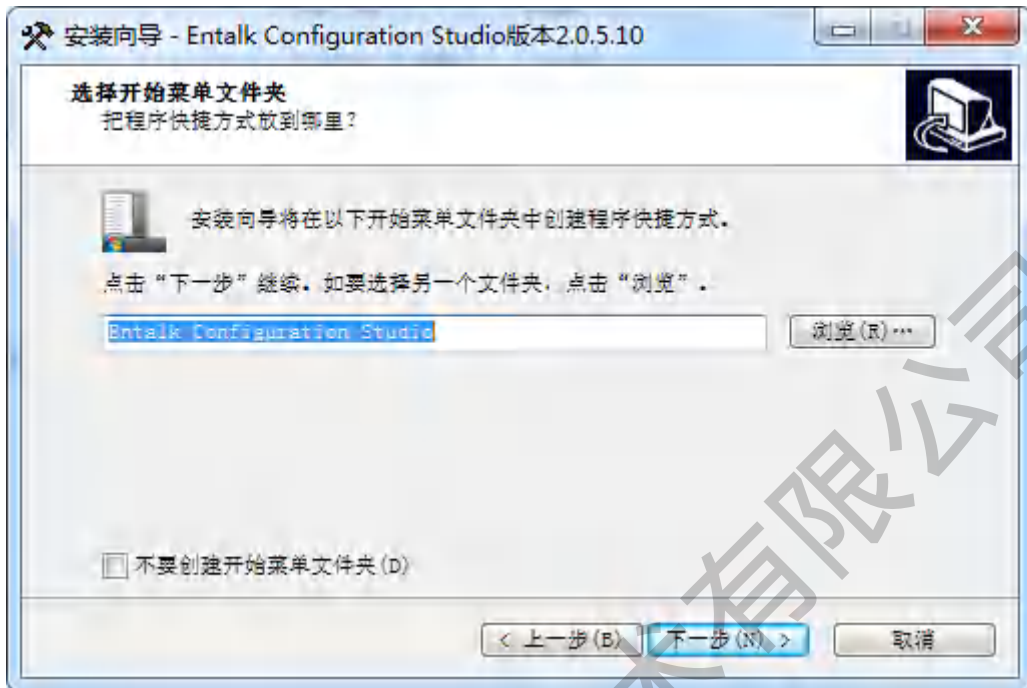 安装向导 - Entalk Configuration Studio版本2.0.5.10
选择开始菜单文件夹
把程序快捷方式放到哪里?
安装向导将在以下开始菜单文件夹中创建程序快捷方式。
点击“下一步”继续。如要选择另一个文件夹，点击“浏览”。
Entalk Configuration Studio
浏览(R)…
不要创建开始菜单文件夹(D)
< 上一步(B)
下一步(N) >
取消
术有限公司